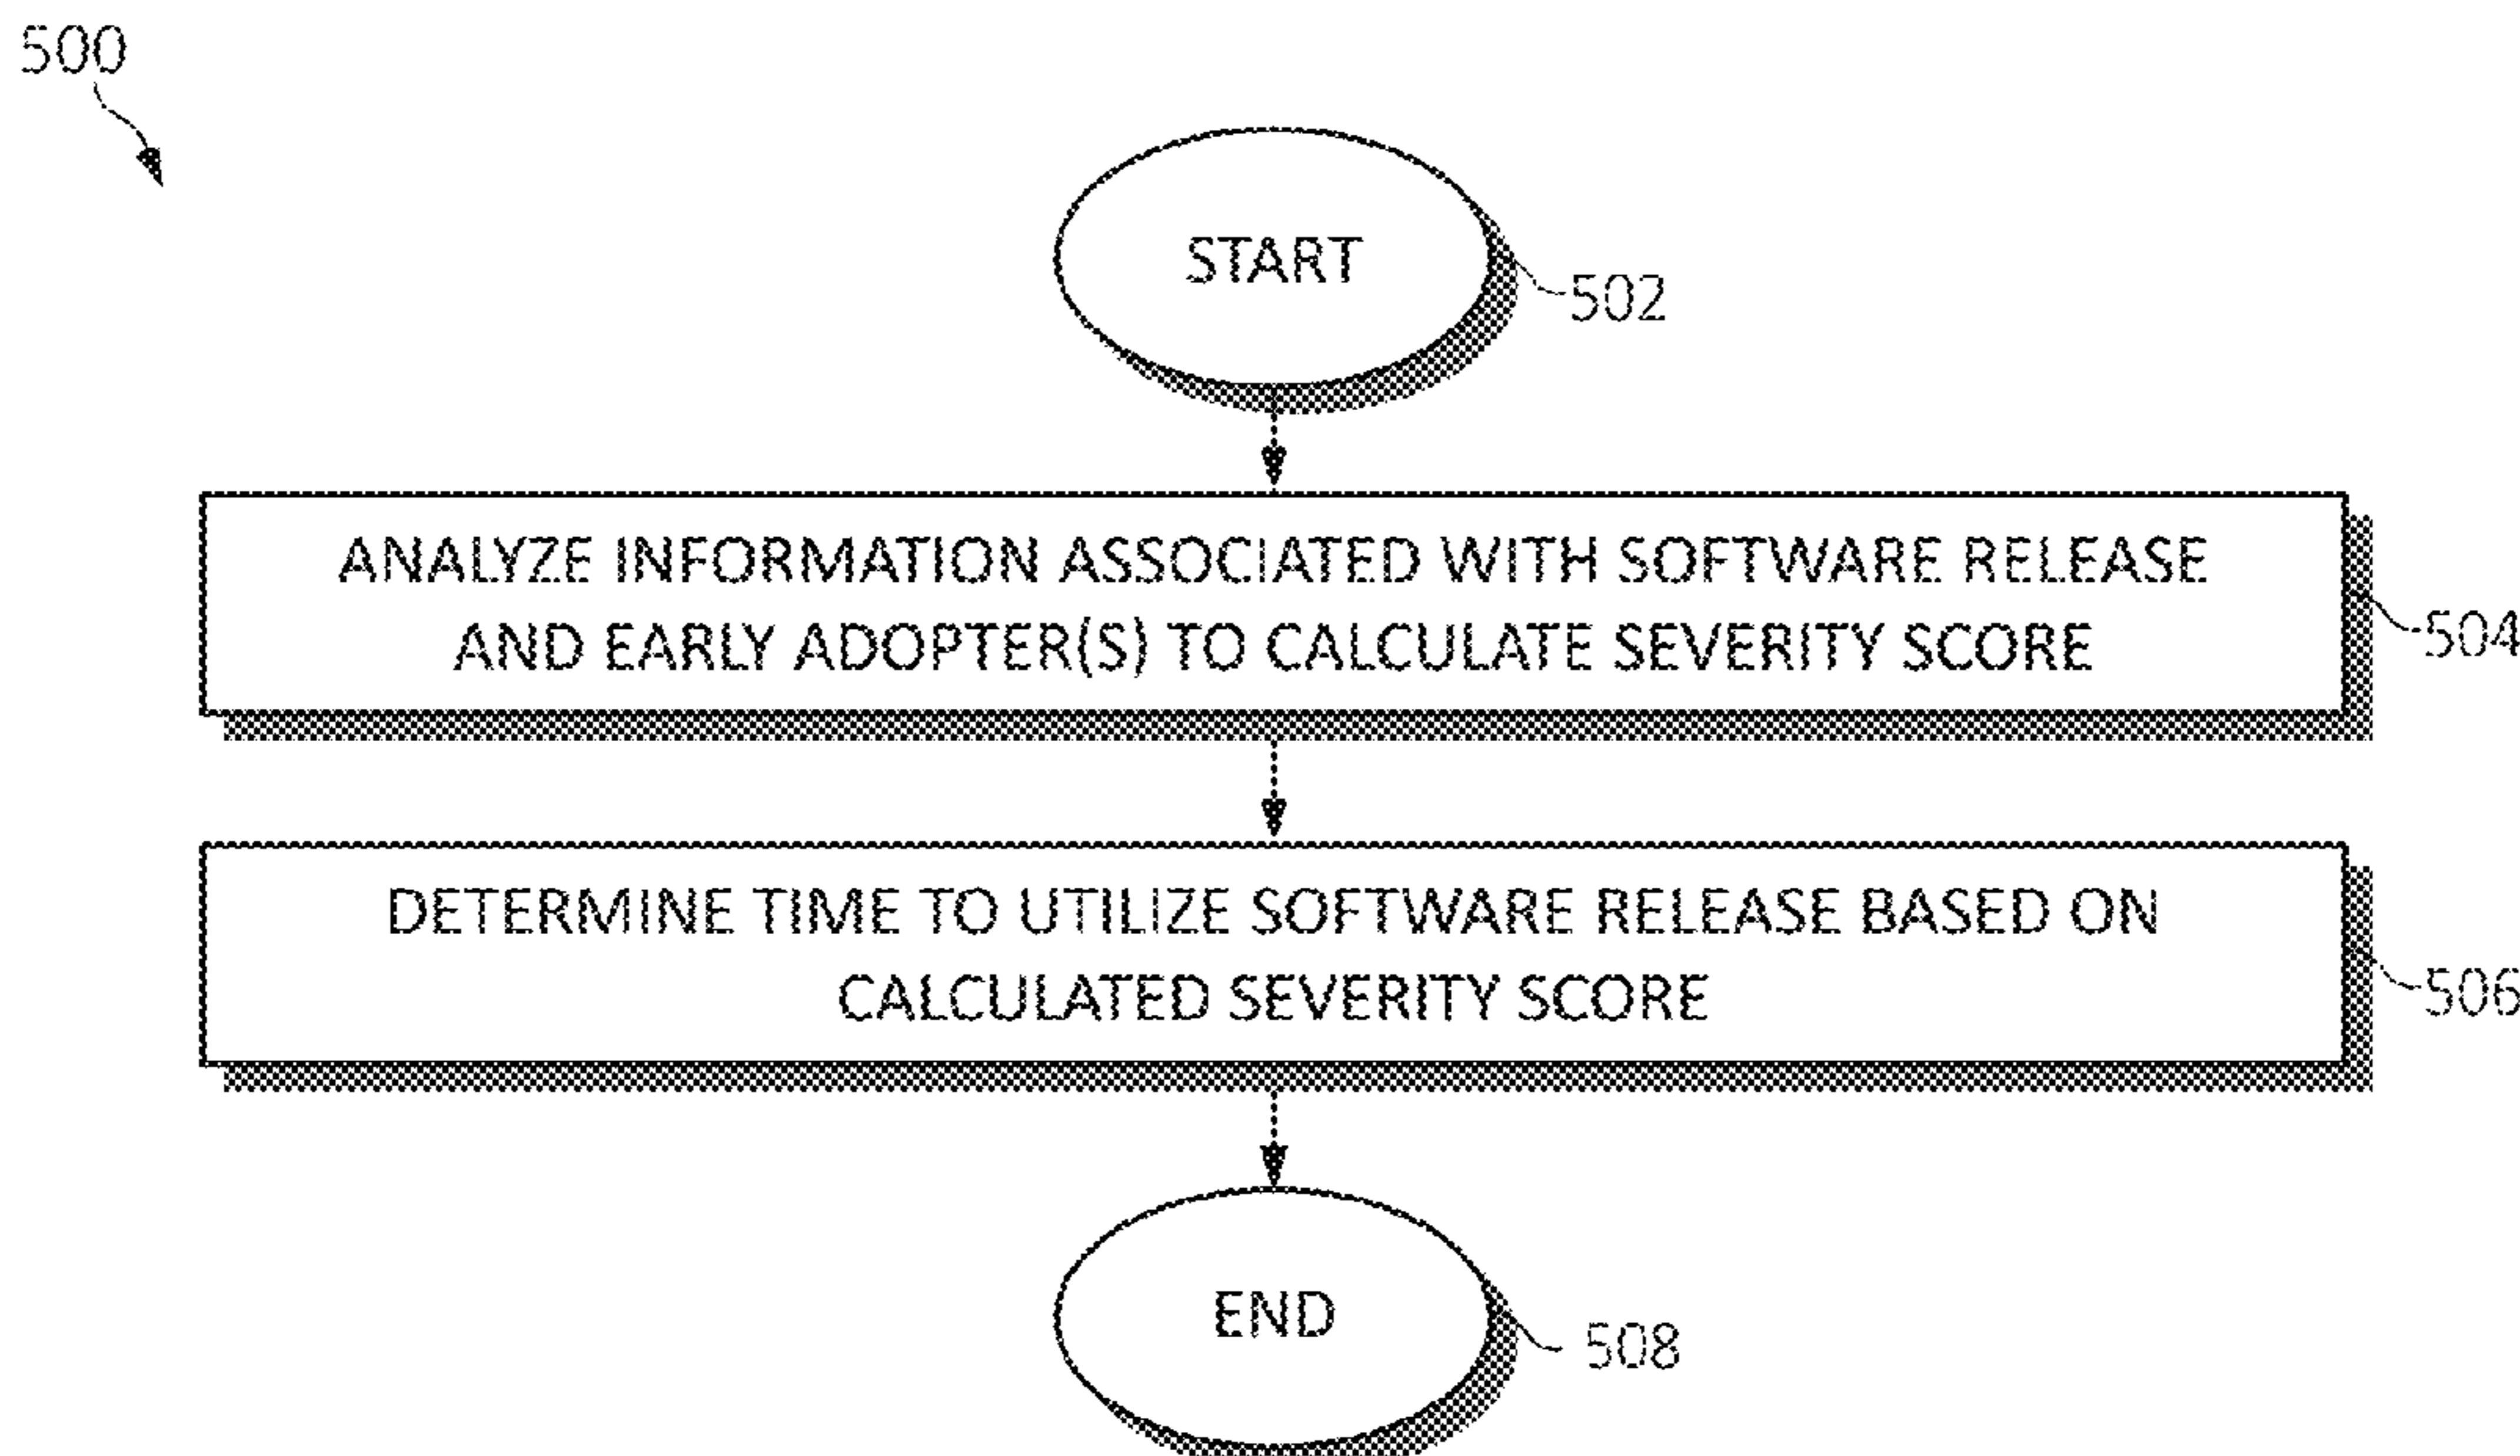 500
START
502
ANALYZE INFORMATION ASSOCIATED WITH SOFTWARE RELEASE
AND EARLY ADOPTER(S) TO CALCULATE SEVERITY SCORE
504
DETERMINE TIME TO UTILIZE SOFTWARE RELEASE BASED ON
CALCULATED SEVERITY SCORE
506
END
508